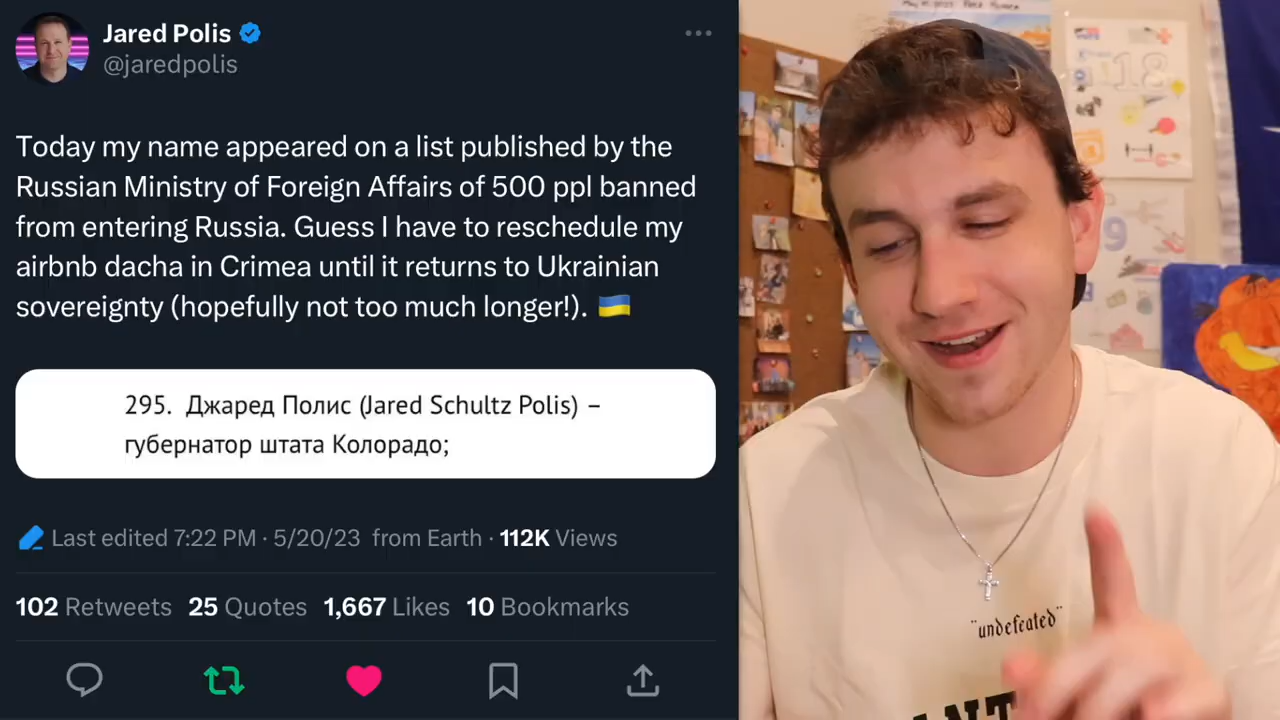 Jared Polis
@jaredpolis
Today my name appeared on a list published by the
Russian Ministry of Foreign Affairs of 500 ppl banned
from entering Russia. Guess I have to reschedule my
airbnb dacha in Crimea until it returns to Ukrainian
sovereignty (hopefully not too much longer!). 🇺🇦
295. Джаред Полис (Jared Schultz Polis) –
губернатор штата Колорадо;
Last edited 7:22 PM · 5/20/23 from Earth · 112K Views
102 Retweets 25 Quotes 1,667 Likes 10 Bookmarks
18
"undefeated"